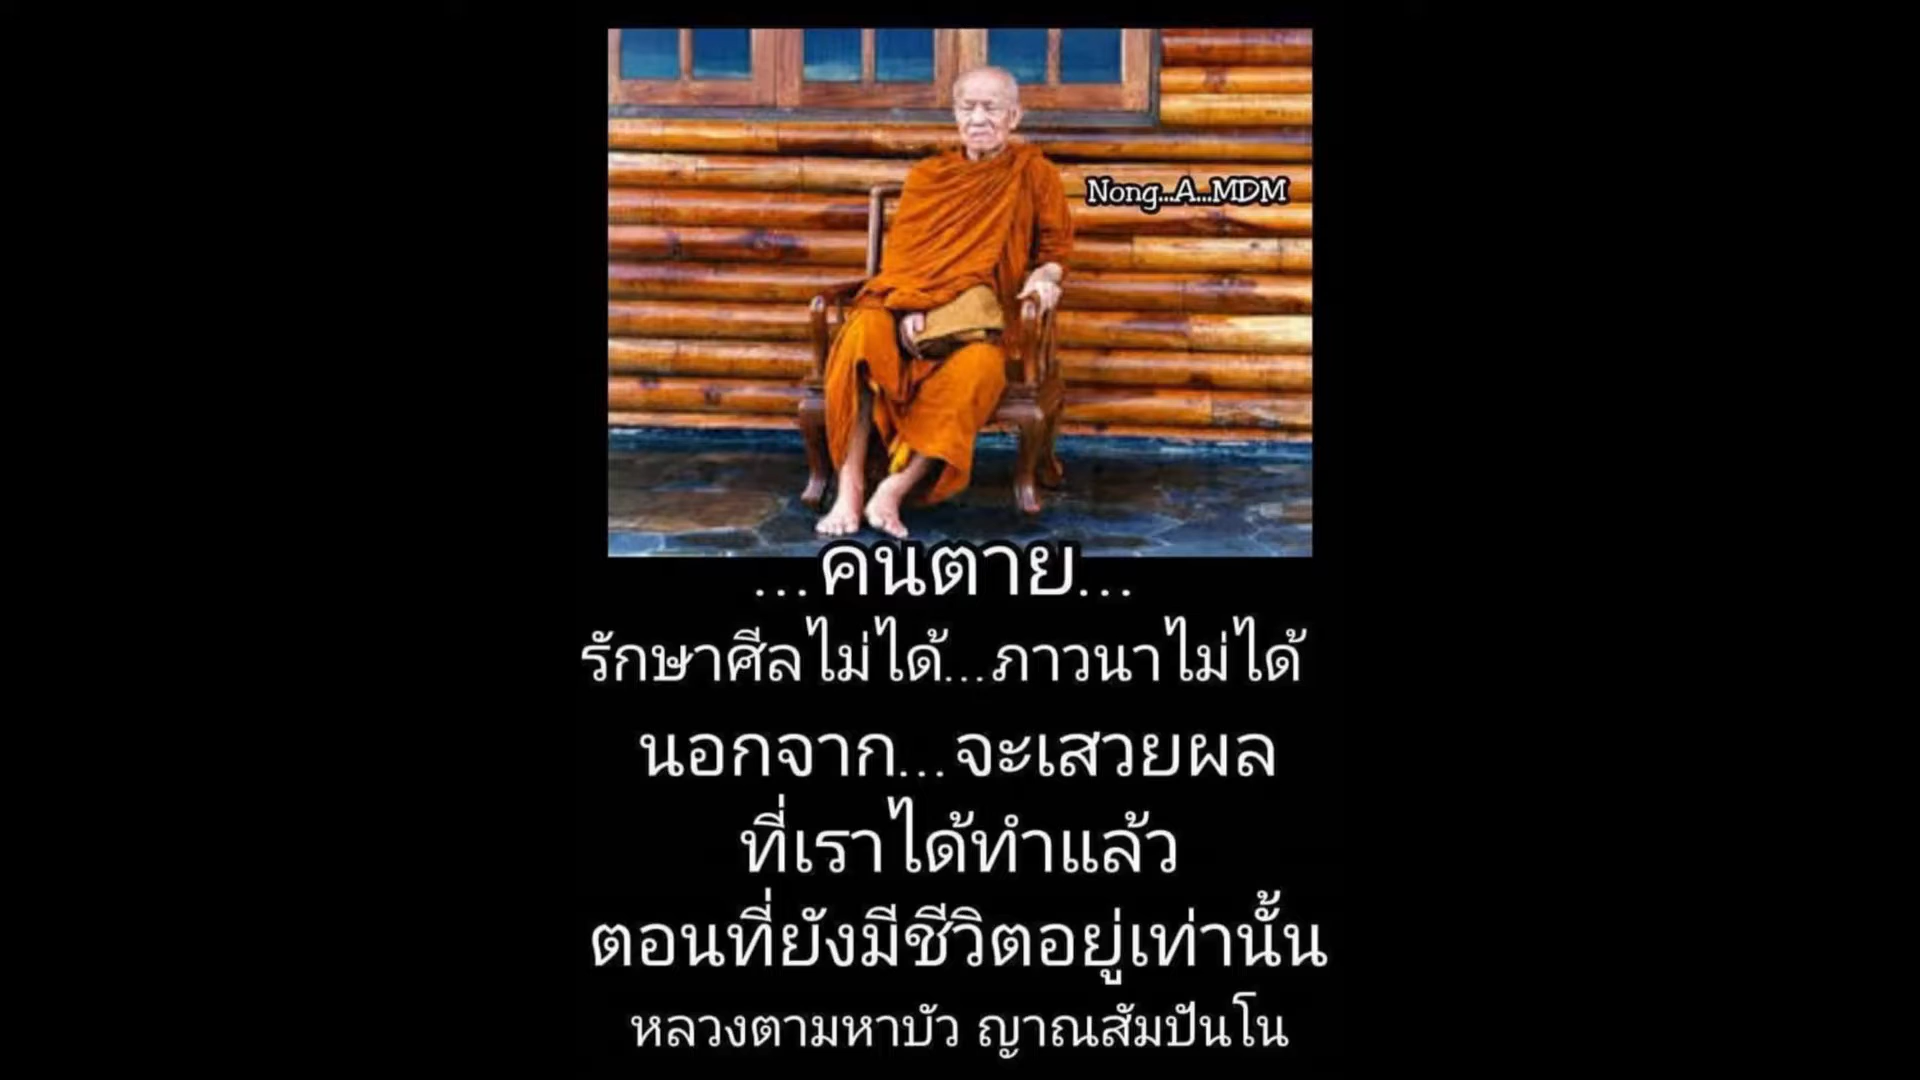 Nong...A...MDM
...คนตาย...
รักษาศีลไม่ได้...ภาวนาไม่ได้
นอกจาก...จะเสวยผล
ที่เราได้ทำแล้ว
ตอนที่ยังมีชีวิตอยู่เท่านั้น
หลวงตามหาบัว ญาณสัมปันโน